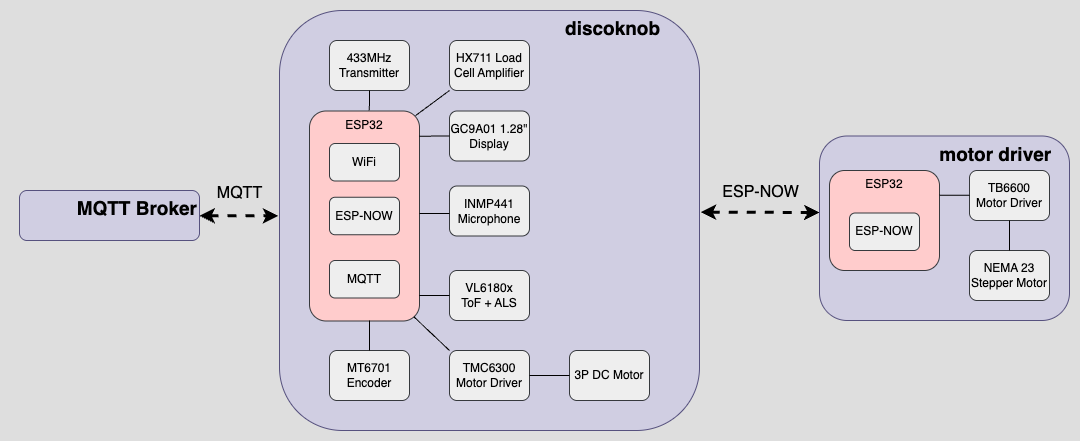 discoknob
433MHz
Transmitter
HX711 Load
Cell Amplifier
ESP32
GC9A01 1.28"
Display
WiFi
motor driver
MQTT
ESP-NOW
ESP32
TB6600
Motor Driver
MQTT Broker
ESP-NOW
INMP441
Microphone
ESP-NOW
MQTT
VL6180x
ToF + ALS
NEMA 23
Stepper Motor
MT6701
Encoder
TMC6300
Motor Driver
3P DC Motor